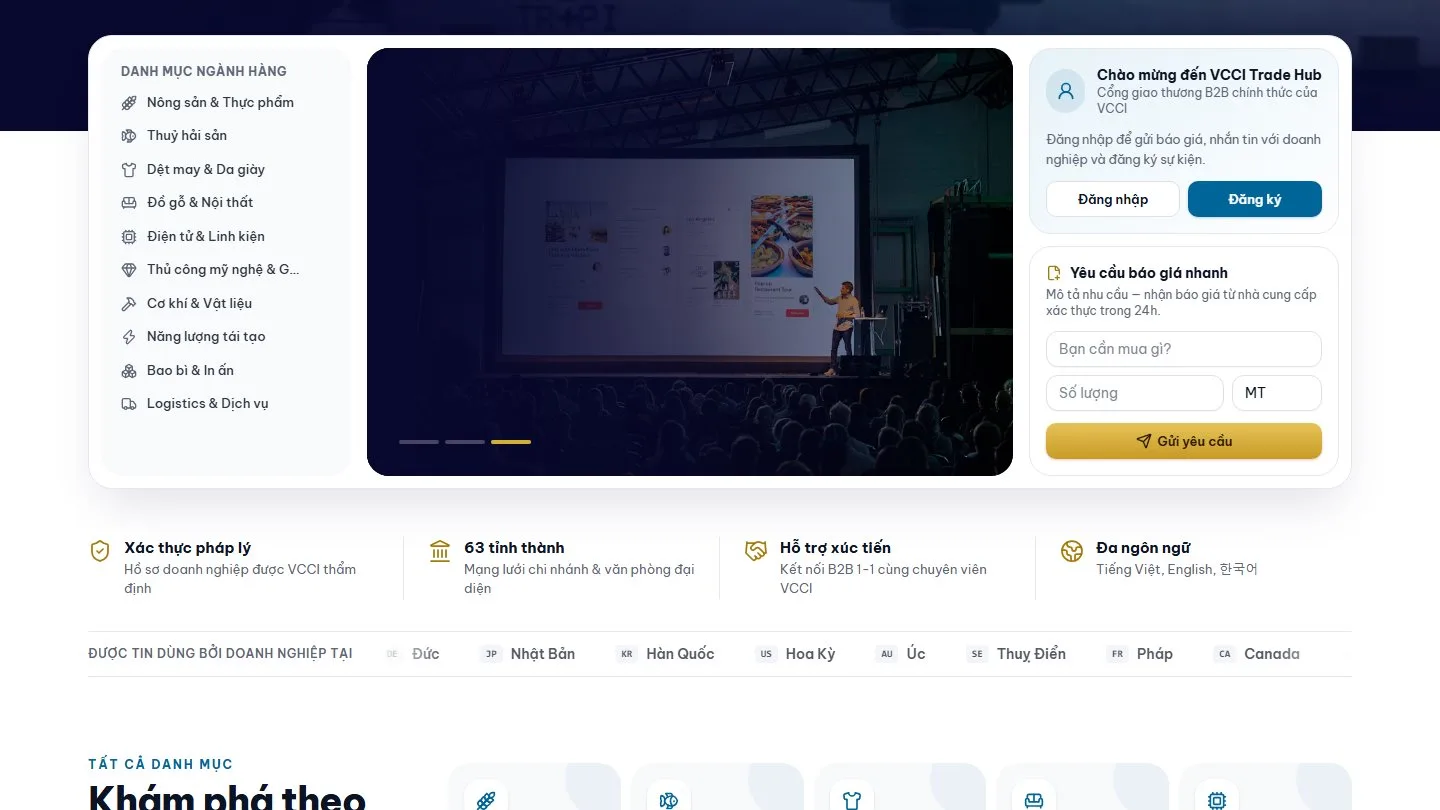 DANH MỤC NGÀNH HÀNG
Nông sản & Thực phẩm
Thuỷ hải sản
Dệt may & Da giày
Đồ gỗ & Nội thất
Điện tử & Linh kiện
Thủ công mỹ nghệ & G...
Cơ khí & Vật liệu
Năng lượng tái tạo
Bao bì & In ấn
Logistics & Dịch vụ
Chào mừng đến VCCI Trade Hub
Cổng giao thương B2B chính thức của
VCCI
Đăng nhập để gửi báo giá, nhắn tin với doanh
nghiệp và đăng ký sự kiện.
Đăng nhập
Đăng ký
Yêu cầu báo giá nhanh
Mô tả nhu cầu — nhận báo giá từ nhà cung cấp
xác thực trong 24h.
Bạn cần mua gì?
Số lượng
MT
Gửi yêu cầu
Xác thực pháp lý
Hồ sơ doanh nghiệp được VCCI thẩm
định
63 tỉnh thành
Mạng lưới chi nhánh & văn phòng đại
diện
Hỗ trợ xúc tiến
Kết nối B2B 1-1 cùng chuyên viên
VCCI
Đa ngôn ngữ
Tiếng Việt, English, 한국어
ĐƯỢC TIN DÙNG BỞI DOANH NGHIỆP TẠI
DE Đức
JP Nhật Bản
KR Hàn Quốc
US Hoa Kỳ
AU Úc
SE Thuỵ Điển
FR Pháp
CA Canada
TẤT CẢ DANH MỤC
Khám phá theo